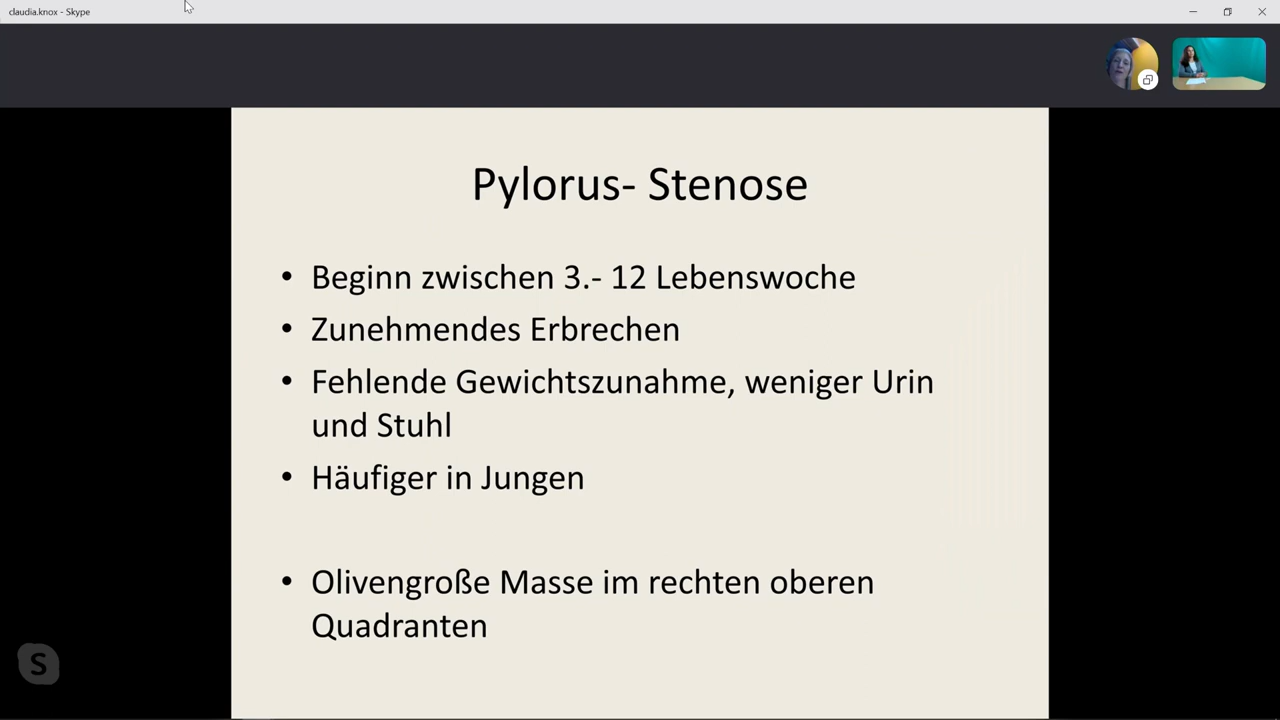 claudia.knox - Skype
Pylorus- Stenose
• Beginn zwischen 3.- 12 Lebenswoche
• Zunehmendes Erbrechen
• Fehlende Gewichtszunahme, weniger Urin
und Stuhl
• Häufiger in Jungen
• Olivengroße Masse im rechten oberen
Quadranten
S